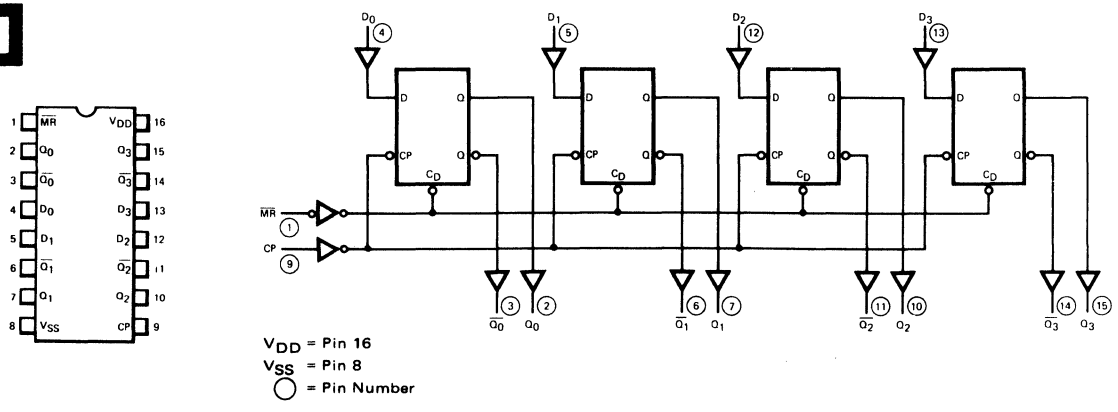 D0 4 D1 5 D2 12 D3 13
D Q D Q D Q D Q
CP Q CP Q CP Q CP Q
CD CD CD CD
M̅R̅ 1
CP 9
3 2 6 7 11 10 14 15
Q̅0 Q0 Q̅1 Q1 Q̅2 Q2 Q̅3 Q3
1 M̅R̅ VDD 16
2 Q0 Q3 15
3 Q̅0 Q̅3 14
4 D0 D3 13
5 D1 D2 12
6 Q̅1 Q̅2 11
7 Q1 Q2 10
8 VSS CP 9
VDD = Pin 16
VSS = Pin 8
= Pin Number